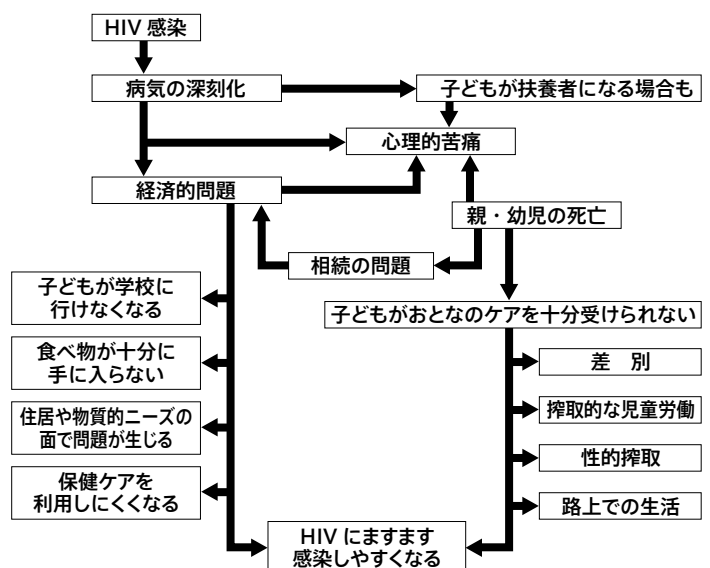 HIV 感染
病気の深刻化
子どもが扶養者になる場合も
心理的苦痛
経済的問題
親・幼児の死亡
相続の問題
子どもが学校に
行けなくなる
子どもがおとなのケアを十分受けられない
食べ物が十分に
手に入らない
差　別
住居や物質的ニーズの
面で問題が生じる
搾取的な児童労働
性的搾取
保健ケアを
利用しにくくなる
路上での生活
HIV にますます
感染しやすくなる